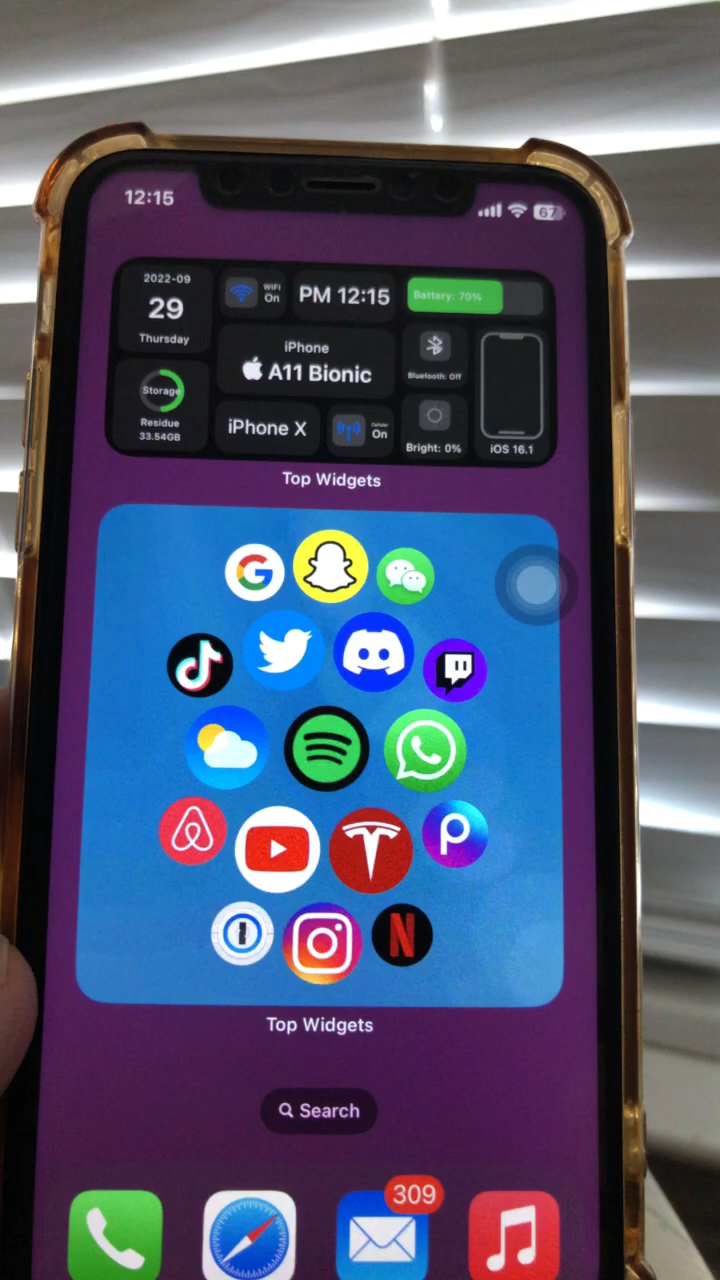 12:15
67
2022-09
29
Thursday
WiFi
On
PM 12:15
Battery: 70%
iPhone
A11 Bionic
Bluetooth: Off
Storage
Residue
33.54GB
iPhone X
Cellular
On
Bright: 0%
iOS 16.1
Top Widgets
Top Widgets
Search
309